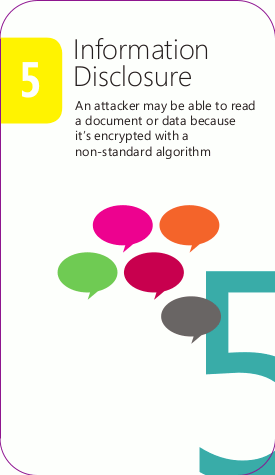 5
Information
Disclosure
An attacker may be able to read
a document or data because
it's encrypted with a
non-standard algorithm
5